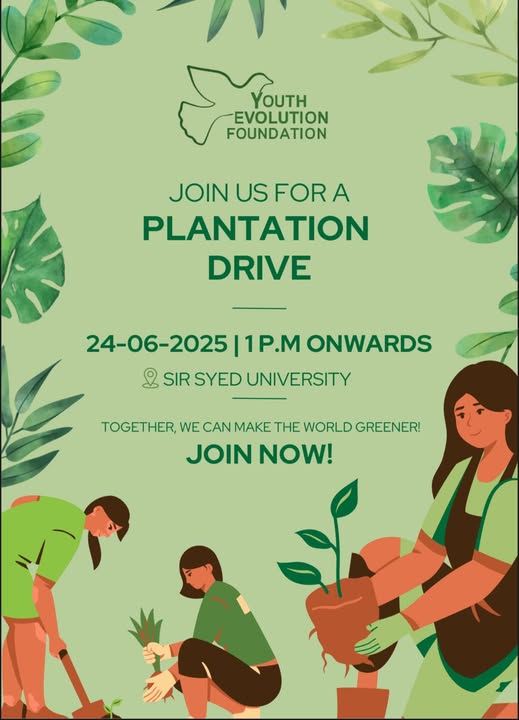 YOUTH
EVOLUTION
FOUNDATION
JOIN US FOR A
PLANTATION
DRIVE
24-06-2025 | 1 P.M ONWARDS
SIR SYED UNIVERSITY
TOGETHER, WE CAN MAKE THE WORLD GREENER!
JOIN NOW!